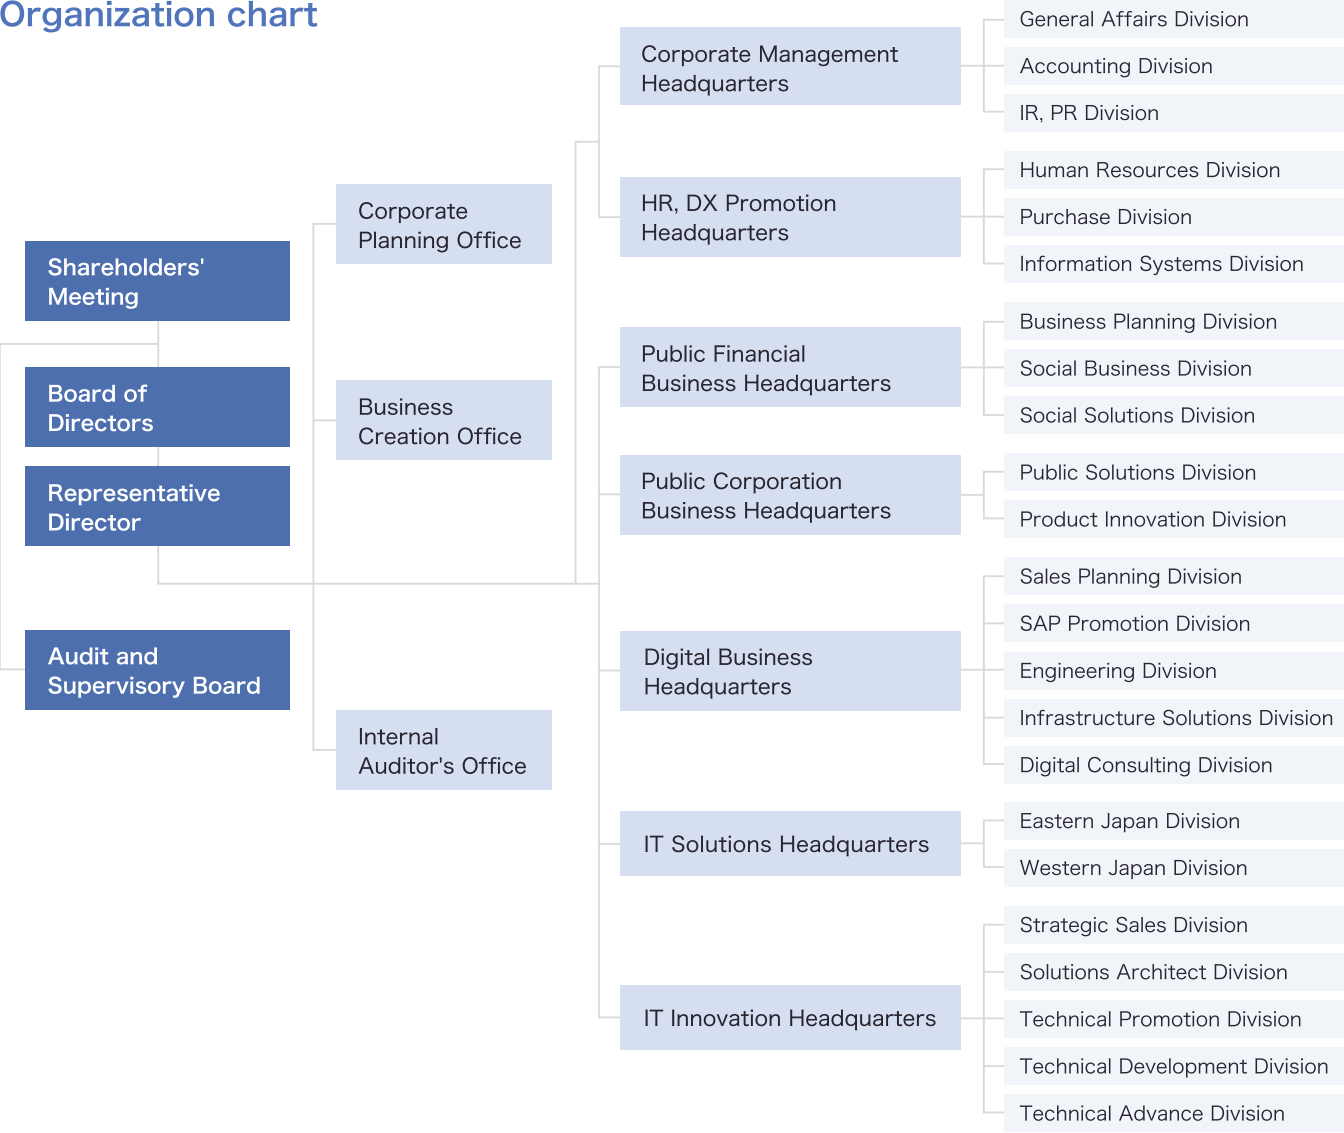 Organization chart
Shareholders'
Meeting
Board of
Directors
Representative
Director
Audit and
Supervisory Board
Corporate
Planning Office
Business
Creation Office
Internal
Auditor's Office
Corporate Management
Headquarters
General Affairs Division
Accounting Division
IR, PR Division
HR, DX Promotion
Headquarters
Human Resources Division
Purchase Division
Information Systems Division
Public Financial
Business Headquarters
Business Planning Division
Social Business Division
Social Solutions Division
Public Corporation
Business Headquarters
Public Solutions Division
Product Innovation Division
Digital Business
Headquarters
Sales Planning Division
SAP Promotion Division
Engineering Division
Infrastructure Solutions Division
Digital Consulting Division
IT Solutions Headquarters
Eastern Japan Division
Western Japan Division
IT Innovation Headquarters
Strategic Sales Division
Solutions Architect Division
Technical Promotion Division
Technical Development Division
Technical Advance Division